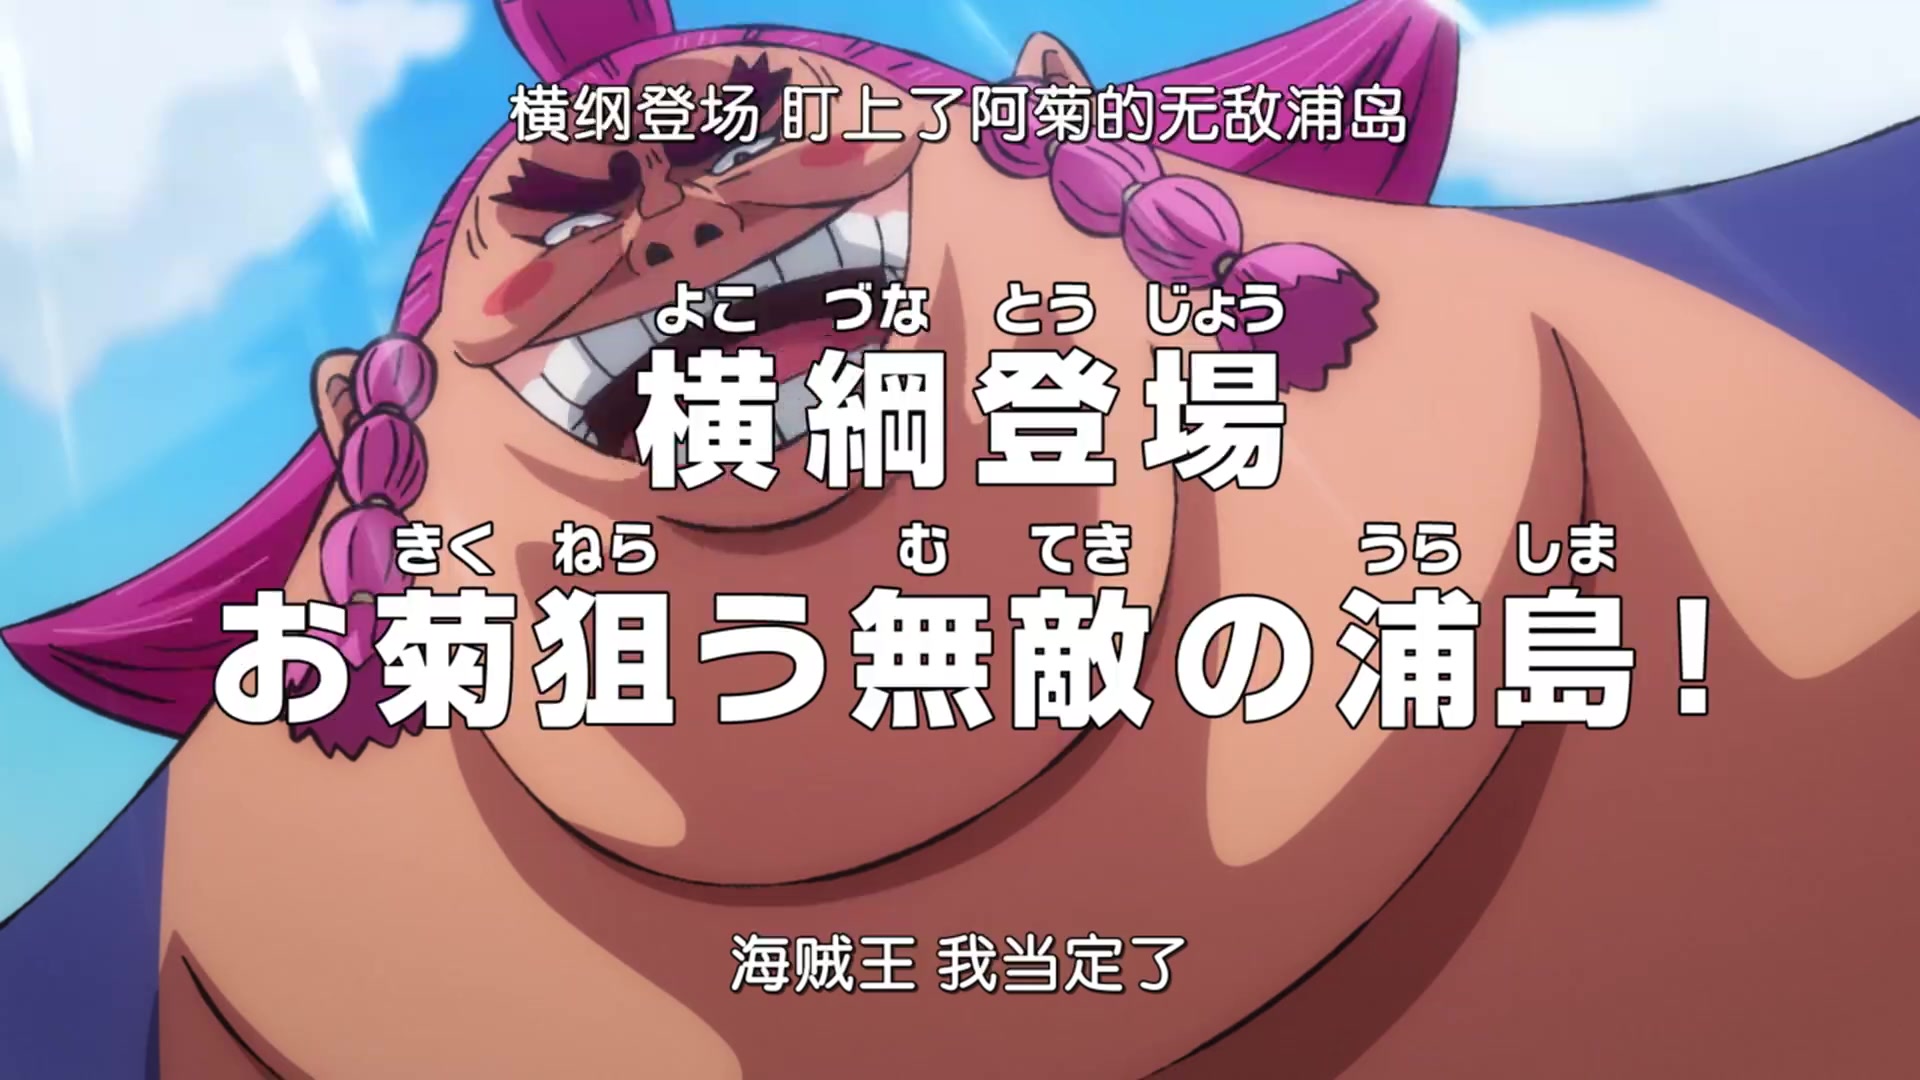 横纲登场 盯上了阿菊的无敌浦岛
よこ づな とう じょう
横綱登場
きく ねら む てき うら しま
お菊狙う無敵の浦島！
海贼王 我当定了